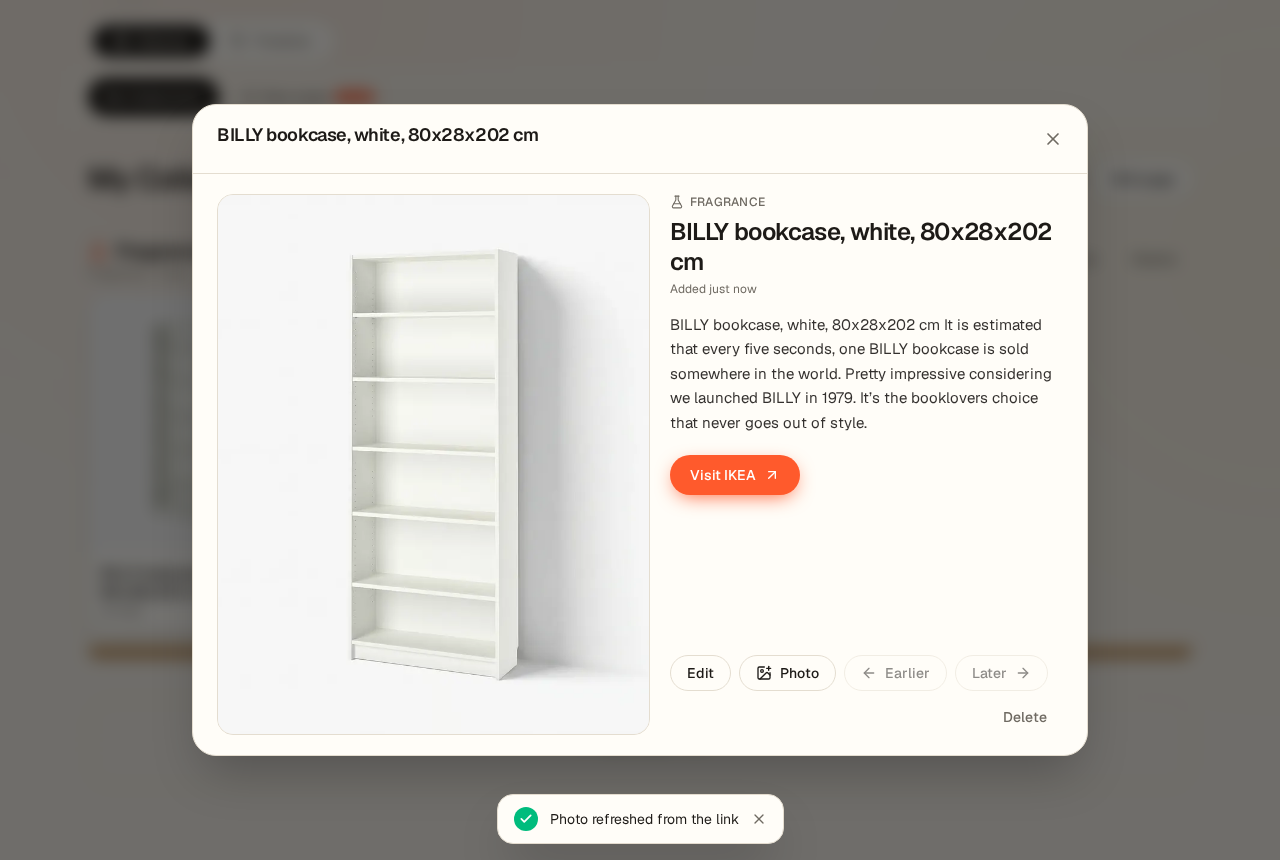 BILLY bookcase, white, 80x28x202 cm
FRAGRANCE
BILLY bookcase, white, 80x28x202
cm
Added just now
BILLY bookcase, white, 80x28x202 cm It is estimated
that every five seconds, one BILLY bookcase is sold
somewhere in the world. Pretty impressive considering
we launched BILLY in 1979. It’s the booklovers choice
that never goes out of style.
Visit IKEA
Edit
Photo
Earlier
Later
Delete
Photo refreshed from the link